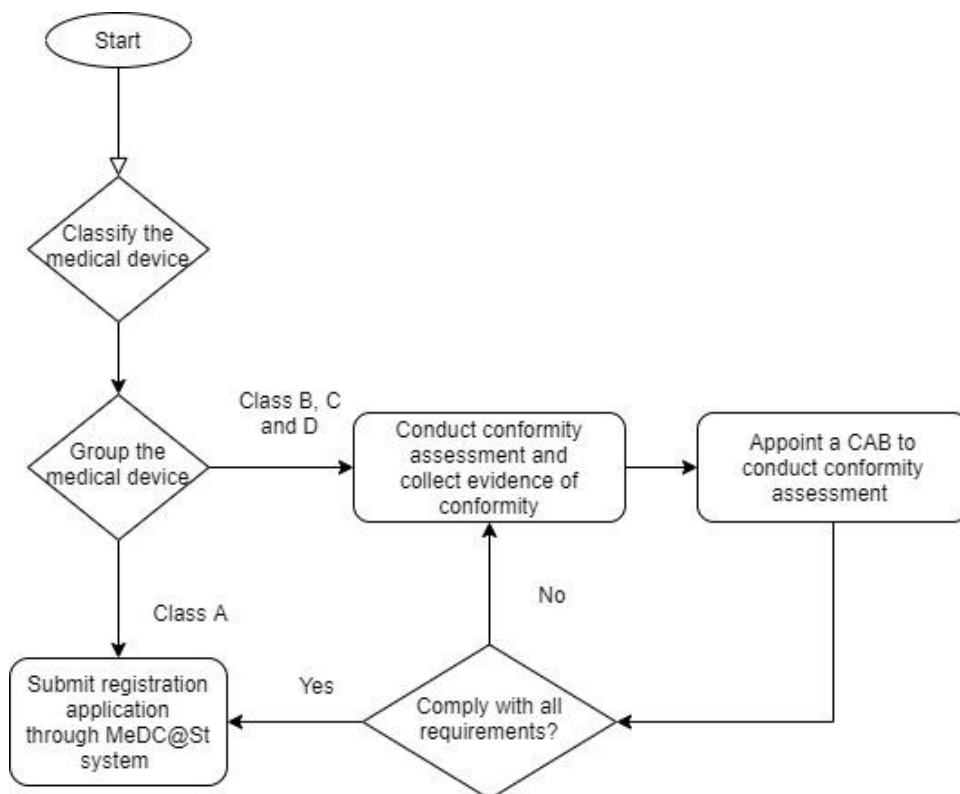 Start
Classify the
medical device
Group the
medical device
Class B, C
and D
Conduct conformity
assessment and
collect evidence of
conformity
Appoint a CAB to
conduct conformity
assessment
Class A
No
Yes
Submit registration
application
through MeDC@St
system
Comply with all
requirements?